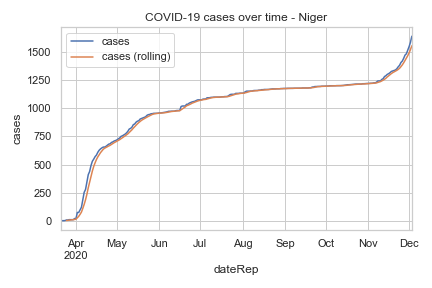 COVID-19 cases over time - Niger
cases
cases (rolling)
1500
1250
1000
750
500
250
0
cases
Apr
2020
May
Jun
Jul
Aug
Sep
Oct
Nov
Dec
dateRep